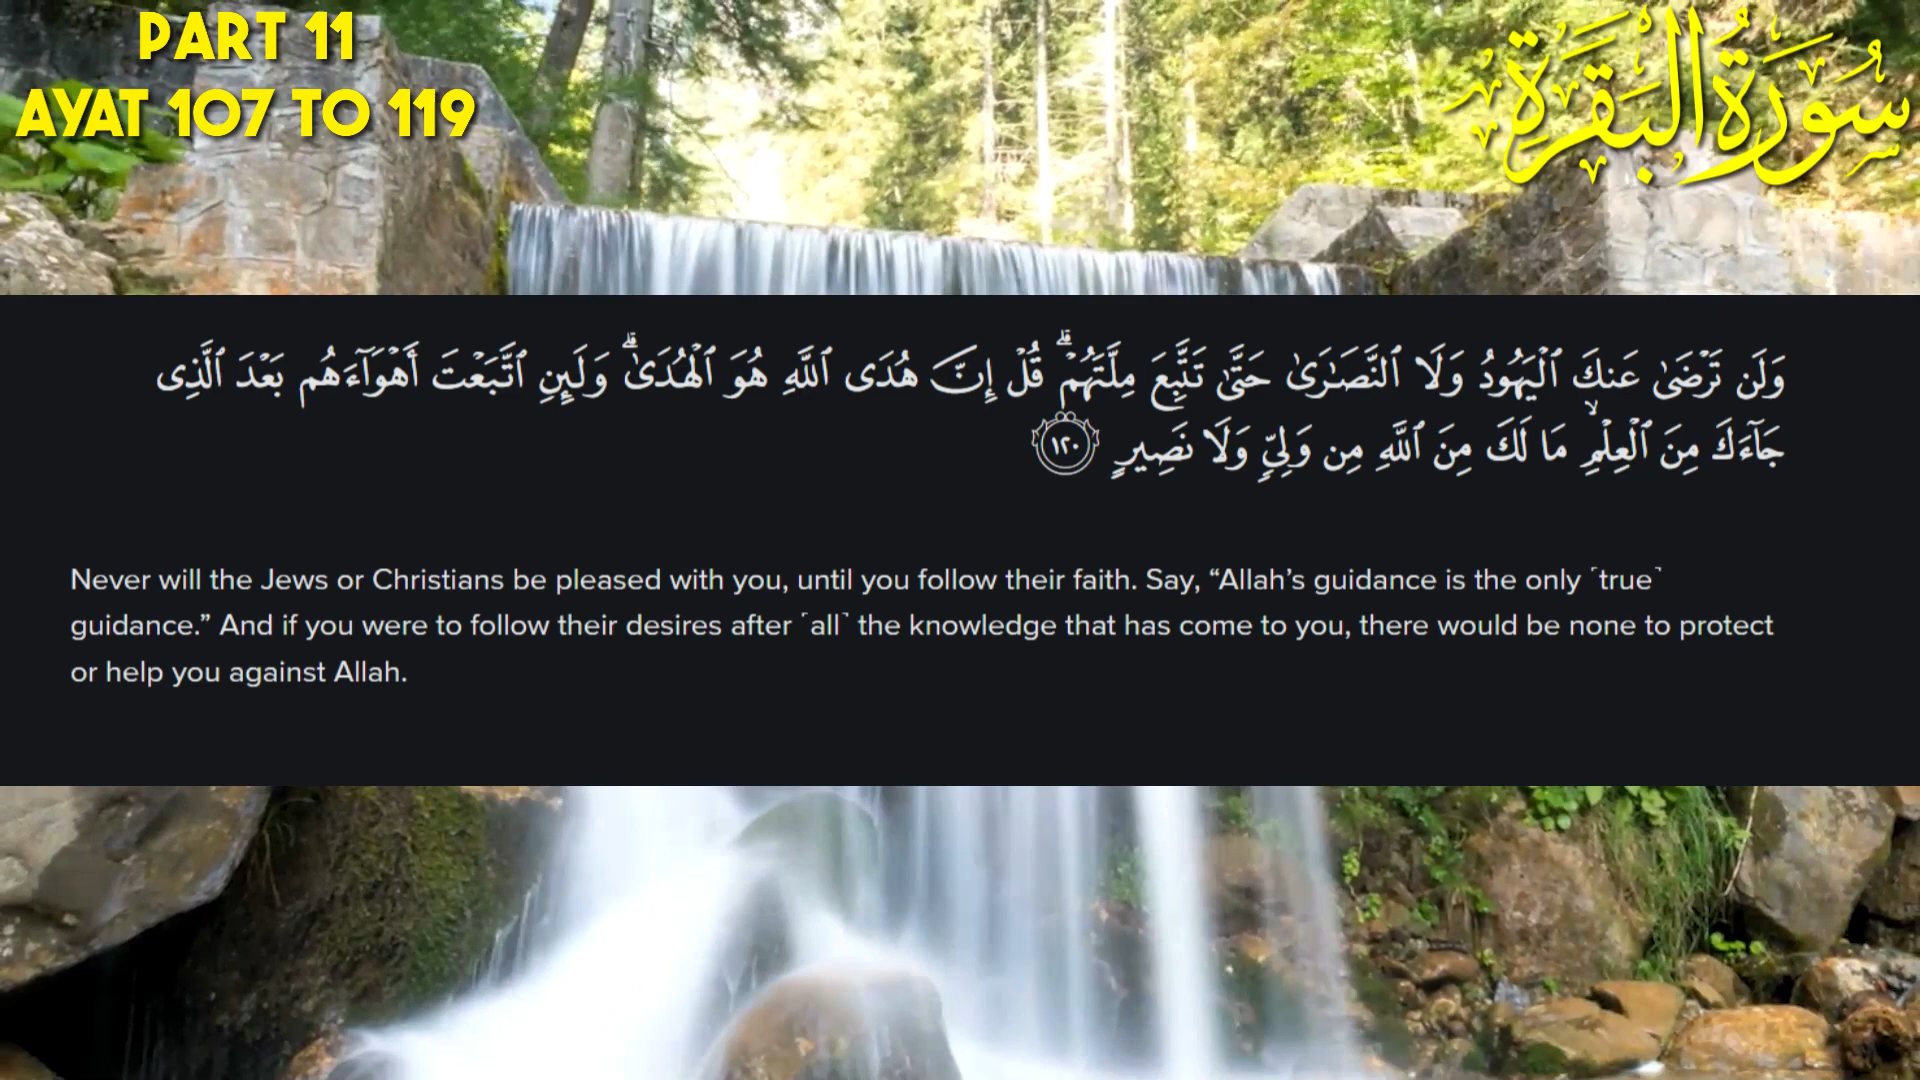 PART 11
AYAT 107 TO 119
سُورَةُ البَقَرَةِ
وَلَن تَرْضَىٰ عَنكَ ٱلْيَهُودُ وَلَا ٱلنَّصَـٰرَىٰ حَتَّىٰ تَتَّبِعَ مِلَّتَهُمْ ۗ قُلْ إِنَّ هُدَى ٱللَّهِ هُوَ ٱلْهُدَىٰ ۗ وَلَئِنِ ٱتَّبَعْتَ أَهْوَآءَهُم بَعْدَ ٱلَّذِى
جَآءَكَ مِنَ ٱلْعِلْمِ ۙ مَا لَكَ مِنَ ٱللَّهِ مِن وَلِىٍّ وَلَا نَصِيرٍ ١٢٠
Never will the Jews or Christians be pleased with you, until you follow their faith. Say, “Allah’s guidance is the only ˹true˺
guidance.” And if you were to follow their desires after ˹all˺ the knowledge that has come to you, there would be none to protect
or help you against Allah.